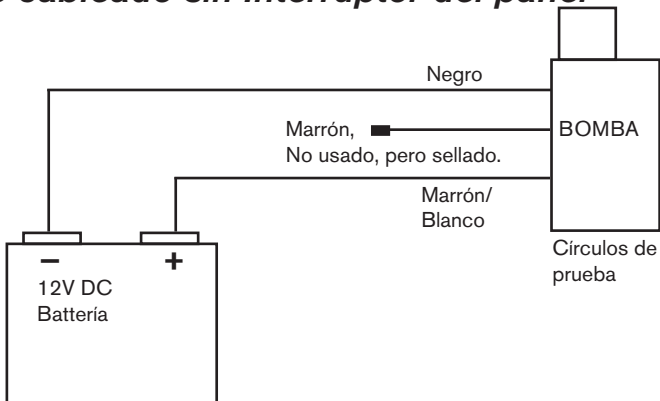 cableado sin interruptor del panel
Negro
Marrón,
No usado, pero sellado.
BOMBA
Marrón/
Blanco
Círculos de
prueba
– +
12V DC
Battería